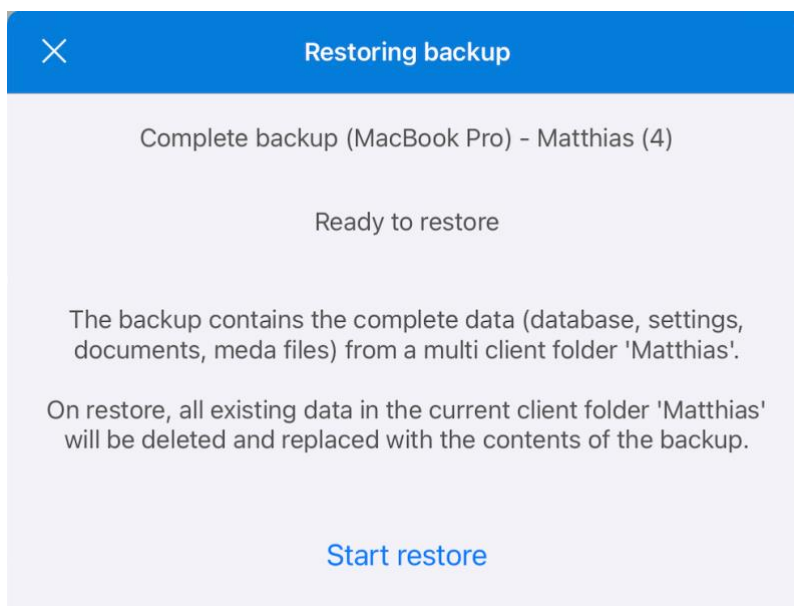 Restoring backup
Complete backup (MacBook Pro) - Matthias (4)
Ready to restore
The backup contains the complete data (database, settings,
documents, meda files) from a multi client folder 'Matthias'.
On restore, all existing data in the current client folder 'Matthias'
will be deleted and replaced with the contents of the backup.
Start restore